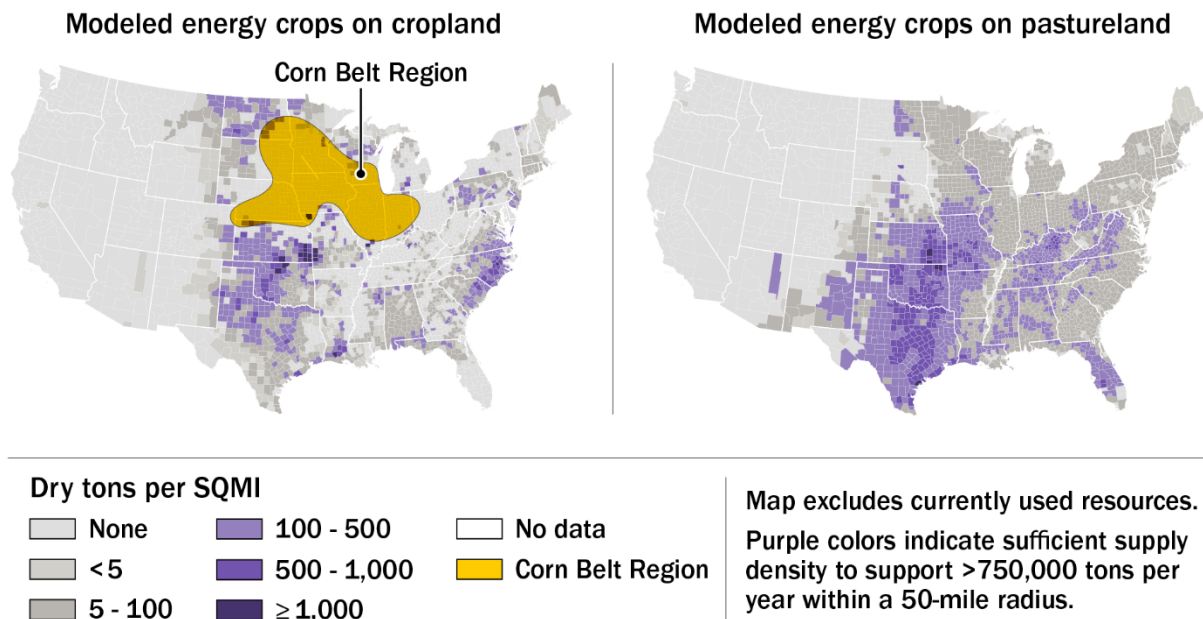 Modeled energy crops on cropland
Modeled energy crops on pastureland
Corn Belt Region
Dry tons per SQMI
None
<5
5 - 100
100 - 500
500 - 1,000
≥ 1,000
No data
Corn Belt Region
Map excludes currently used resources.
Purple colors indicate sufficient supply
density to support >750,000 tons per
year within a 50-mile radius.